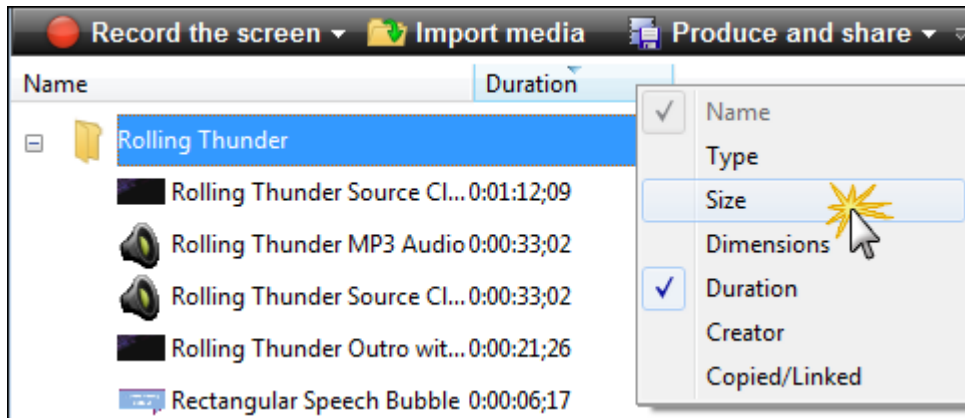 Record the screen Import media Produce and share
Name Duration
Rolling Thunder
Rolling Thunder Source Cl... 0:01:12;09
Rolling Thunder MP3 Audio 0:00:33;02
Rolling Thunder Source Cl... 0:00:33;02
Rolling Thunder Outro wit... 0:00:21;26
Rectangular Speech Bubble 0:00:06;17
Name
Type
Size
Dimensions
Duration
Creator
Copied/Linked